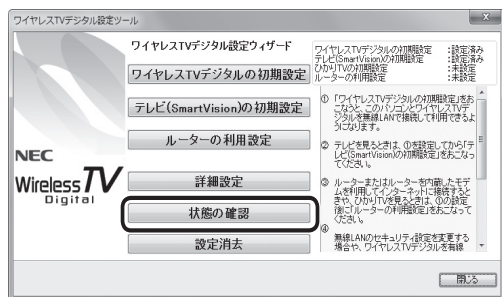 ワイヤレスTVデジタル設定ツール
x
ワイヤレスTVデジタル設定ウィザード
ワイヤレスTVデジタルの初期設定
テレビ(SmartVision)の初期設定
ルーターの利用設定
詳細設定
状態の確認
設定消去
NEC
Wireless TV
Digital
ワイヤレスTVデジタルの初期設定 :設定済み
テレビ(SmartVision)の初期設定 :設定済み
ひかりTVの初期設定 :未設定
ルーターの利用設定 :未設定
① 「ワイヤレスTVデジタルの初期設定」をお
こなうと、このパソコンとワイヤレスTVデ
ジタルを無線LANで接続して利用できるよ
うになります。
② テレビを見るときは、①を設定してから「テ
レビ(SmartVision)の初期設定」をおこなっ
てください。
③ ルーターまたはルーターを内蔵したモデ
ムを利用してインターネットに接続すると
きや、ひかりTVを見るときは、①の設定
後に「ルーターの利用設定」をおこなって
ください。
④
無線LANのセキュリティ設定を変更する
場合や、ワイヤレスTVデジタルを有線
閉じる